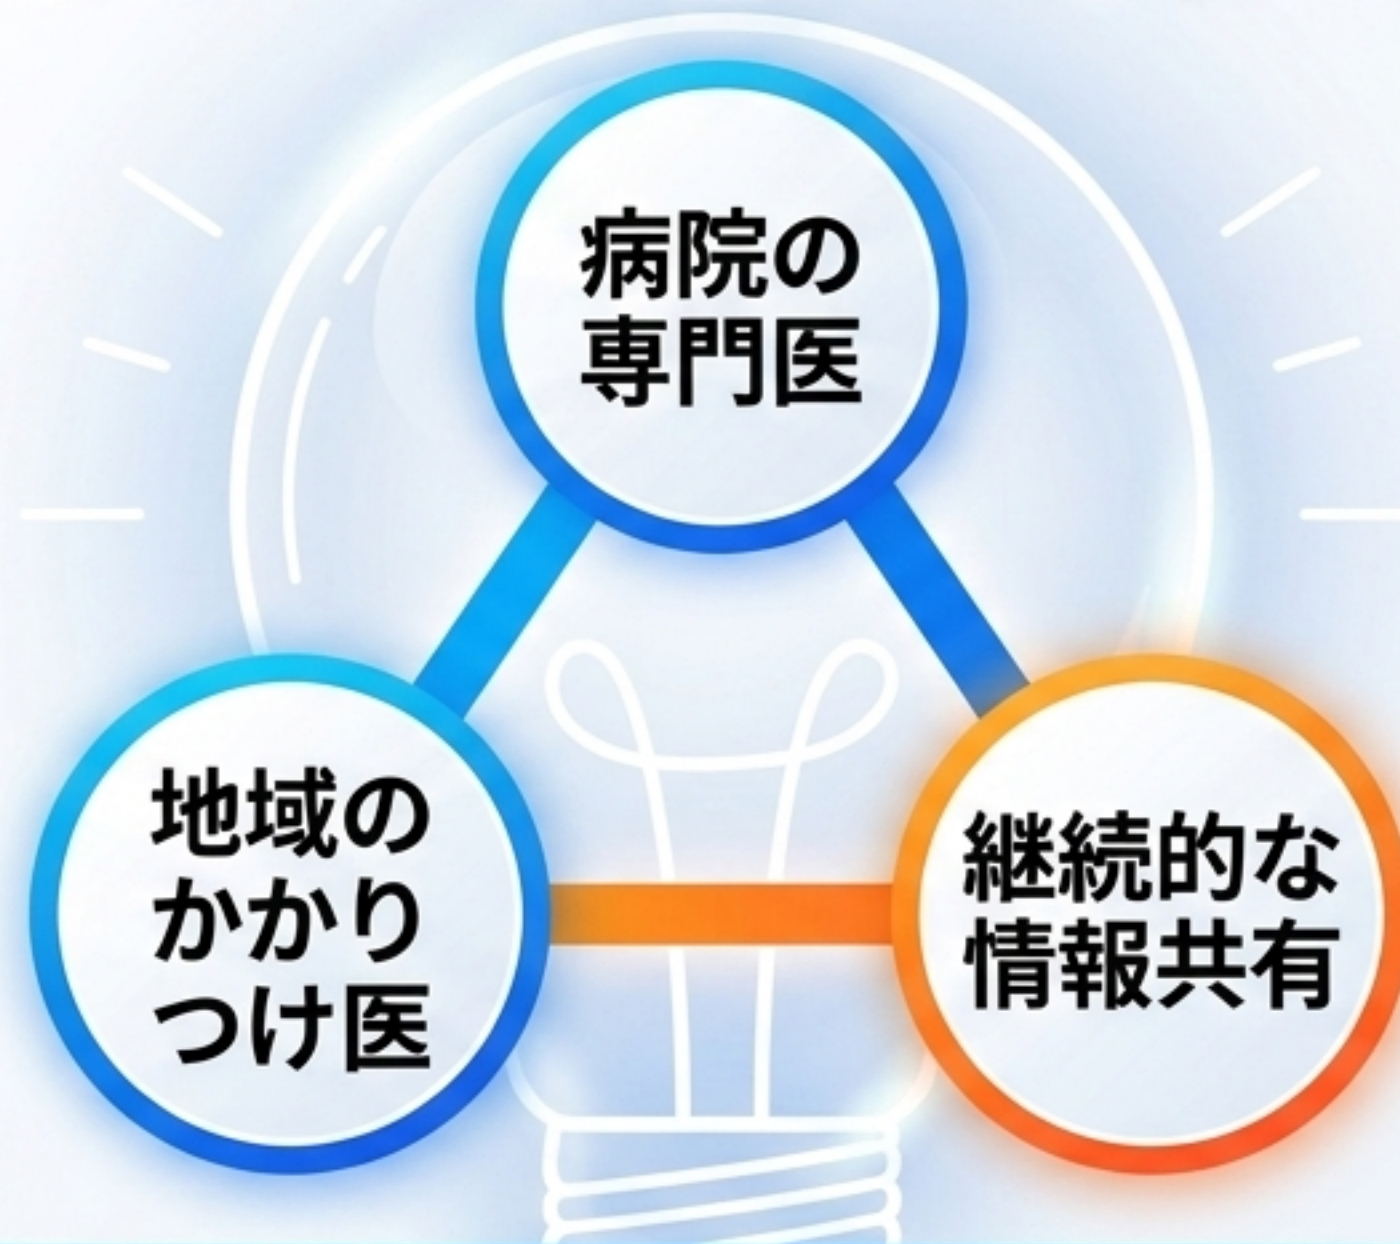 病院の
専門医
地域の
かかり
つけ医
継続的な
情報共有